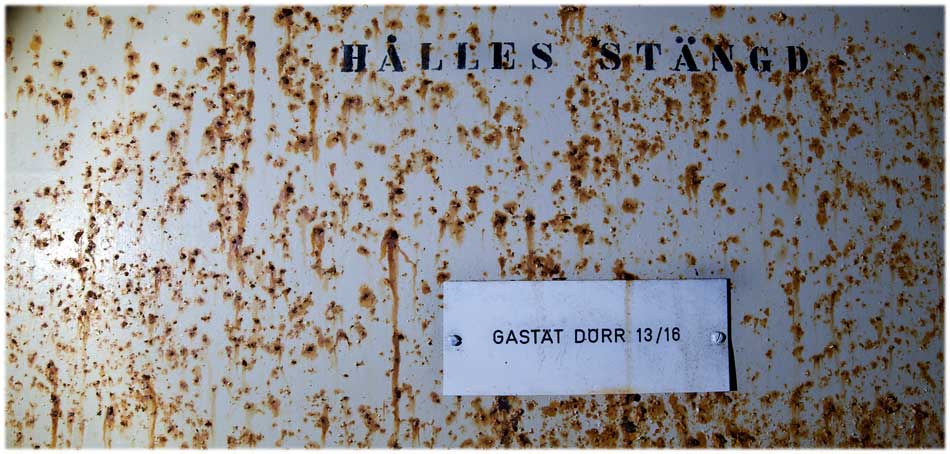 HÅLLES STÄNGD
GASTÄT DÖRR 13/16